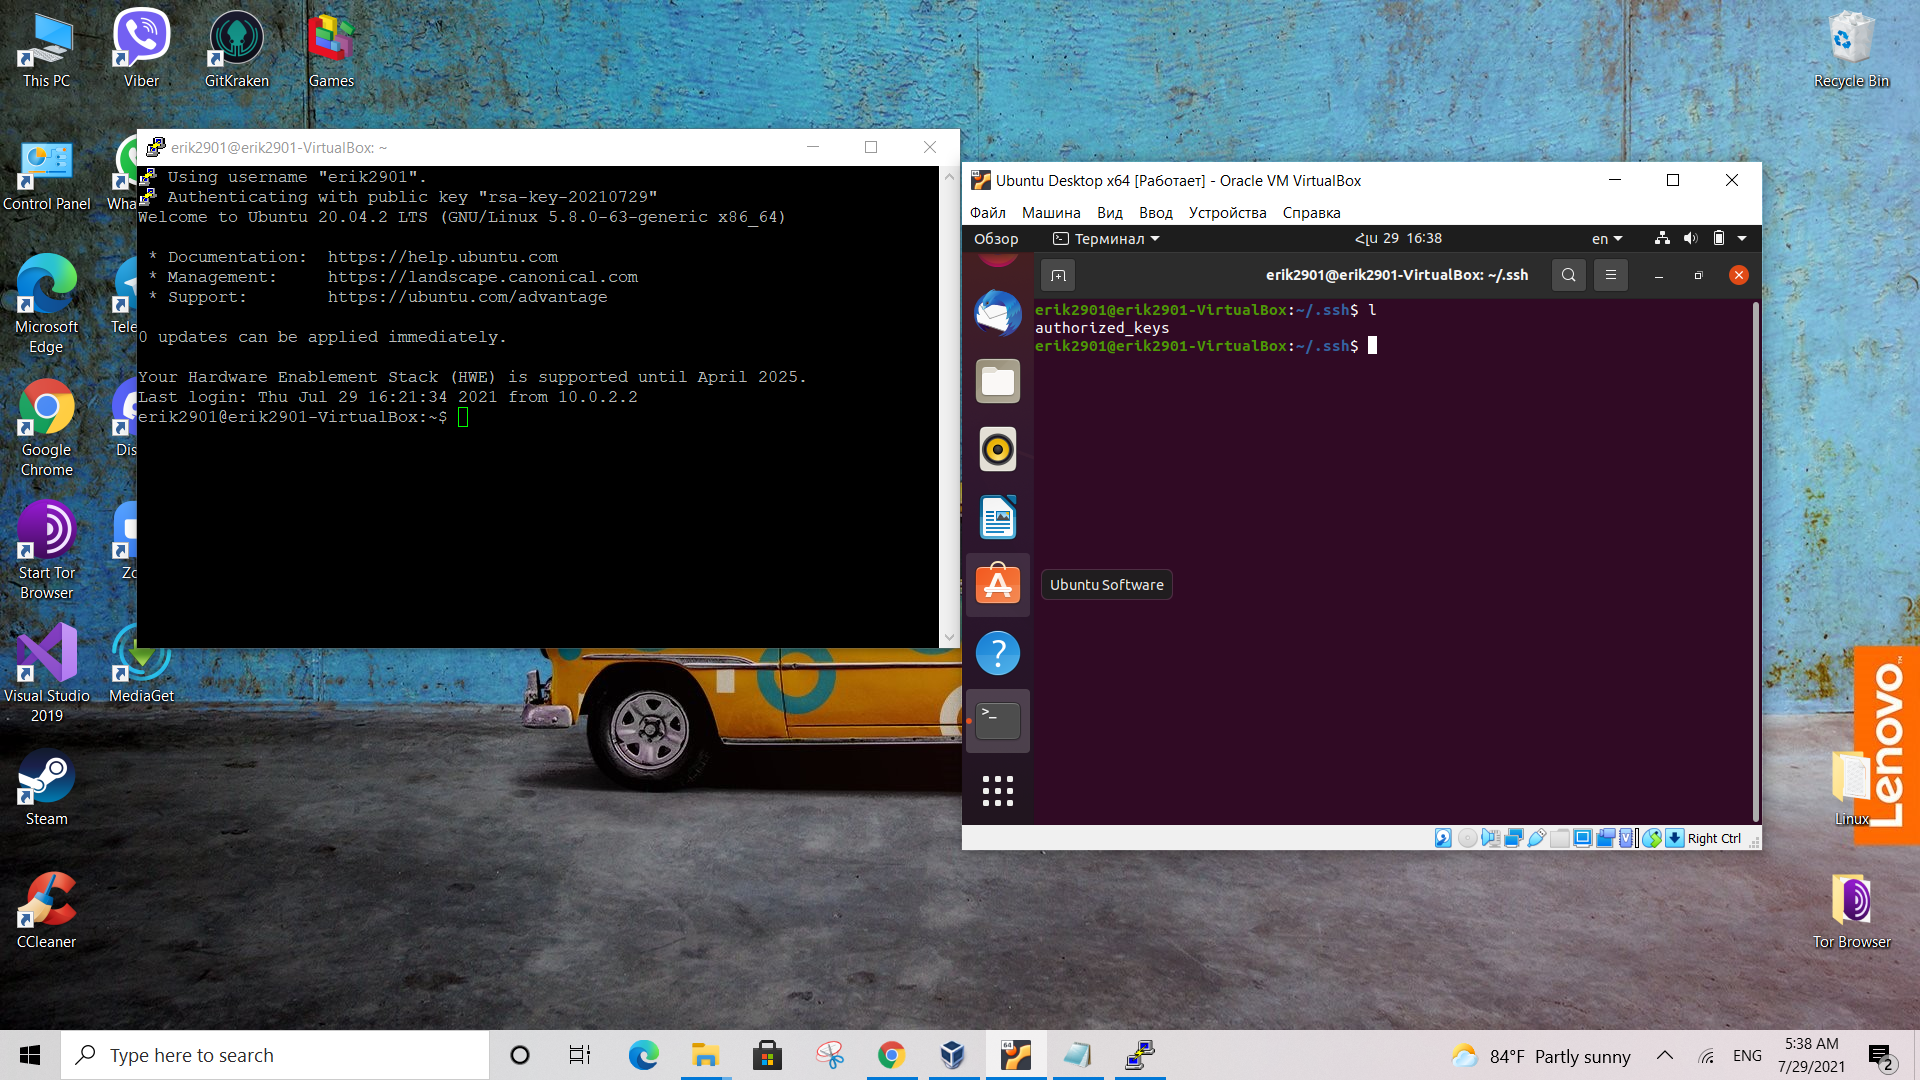 This PC
Viber
GitKraken
Games
Recycle Bin
Control Panel
Wha
Microsoft
Edge
Tele
Google
Chrome
Dis
Start Tor
Browser
Zo
Visual Studio
2019
MediaGet
Steam
CCleaner
erik2901@erik2901-VirtualBox: ~
Using username "erik2901".
Authenticating with public key "rsa-key-20210729"
Welcome to Ubuntu 20.04.2 LTS (GNU/Linux 5.8.0-63-generic x86_64)
* Documentation: https://help.ubuntu.com
* Management: https://landscape.canonical.com
* Support: https://ubuntu.com/advantage
0 updates can be applied immediately.
Your Hardware Enablement Stack (HWE) is supported until April 2025.
Last login: Thu Jul 29 16:21:34 2021 from 10.0.2.2
erik2901@erik2901-VirtualBox:~$
64
Ubuntu Desktop x64 [Работает] - Oracle VM VirtualBox
Файл Машина Вид Ввод Устройства Справка
Обзор Терминал Հլս 29 16:38 en
erik2901@erik2901-VirtualBox: ~/.ssh
erik2901@erik2901-VirtualBox:~/.ssh$ l
authorized_keys
erik2901@erik2901-VirtualBox:~/.ssh$
Ubuntu Software
?
>_
V
Right Ctrl
Lenovo™
Linux
Tor Browser
Type here to search
64
84°F Partly sunny
ENG
5:38 AM
7/29/2021
2